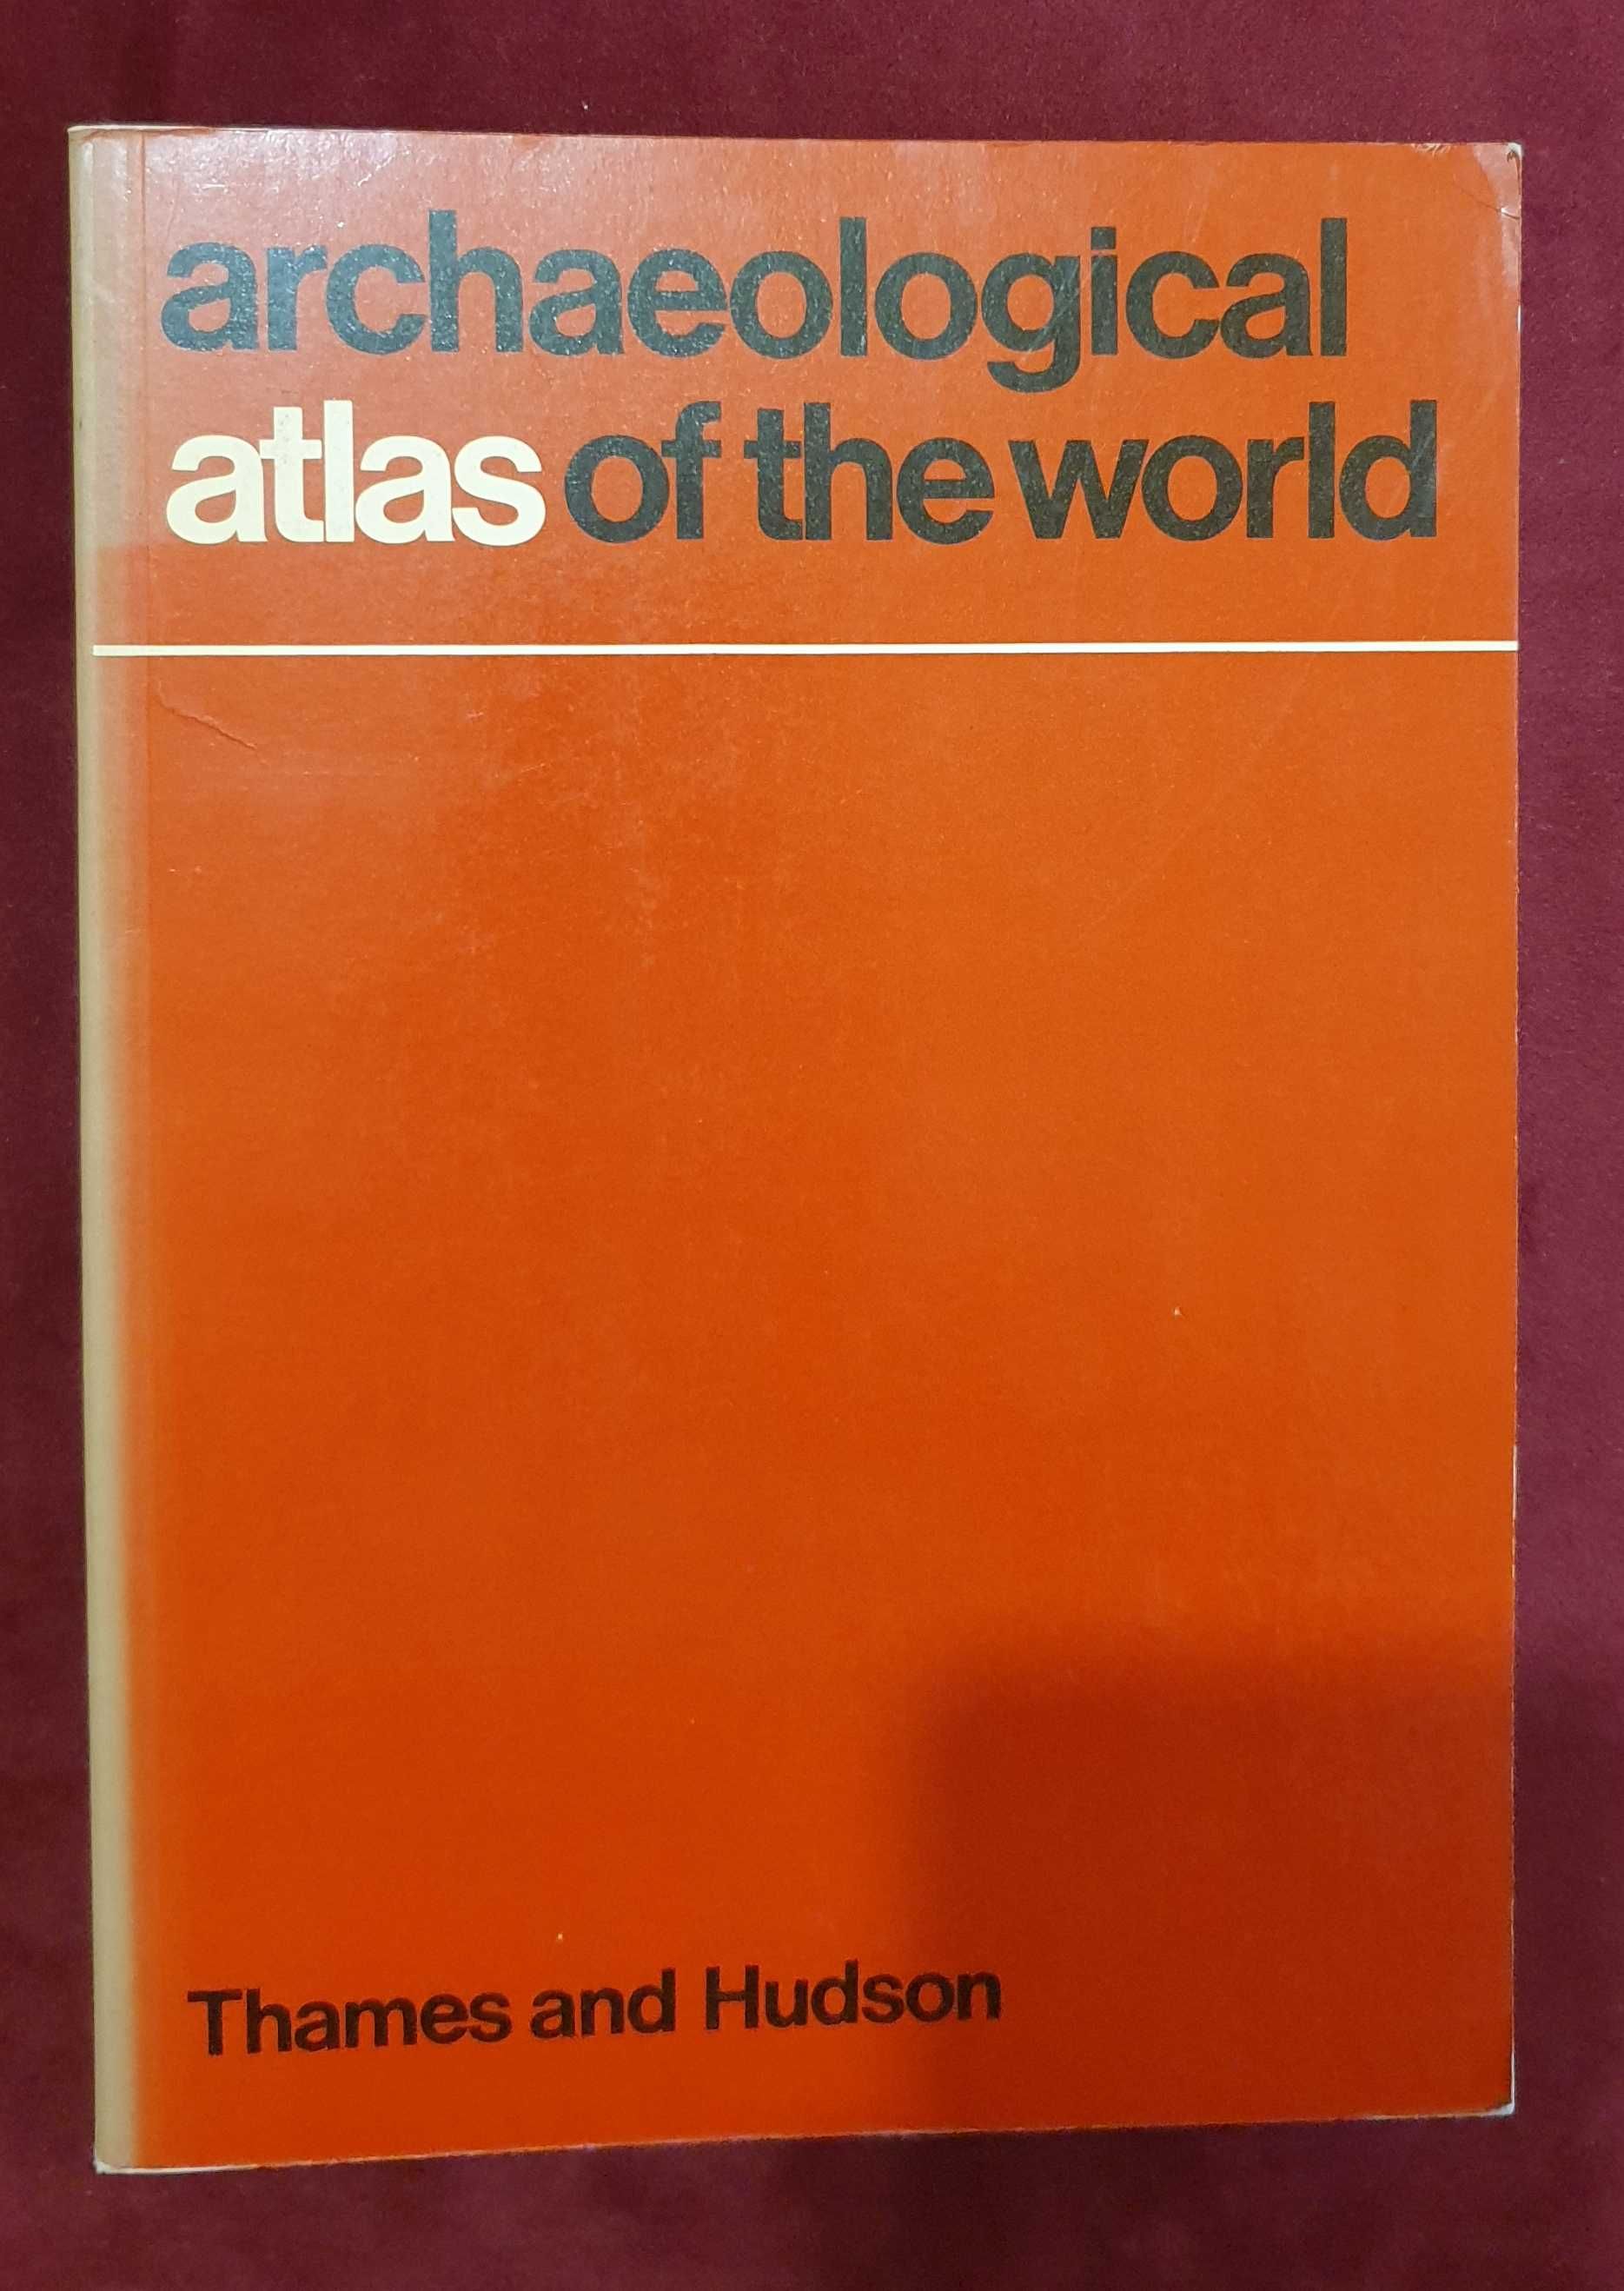 archaeological
atlas of the world
Thames and Hudson